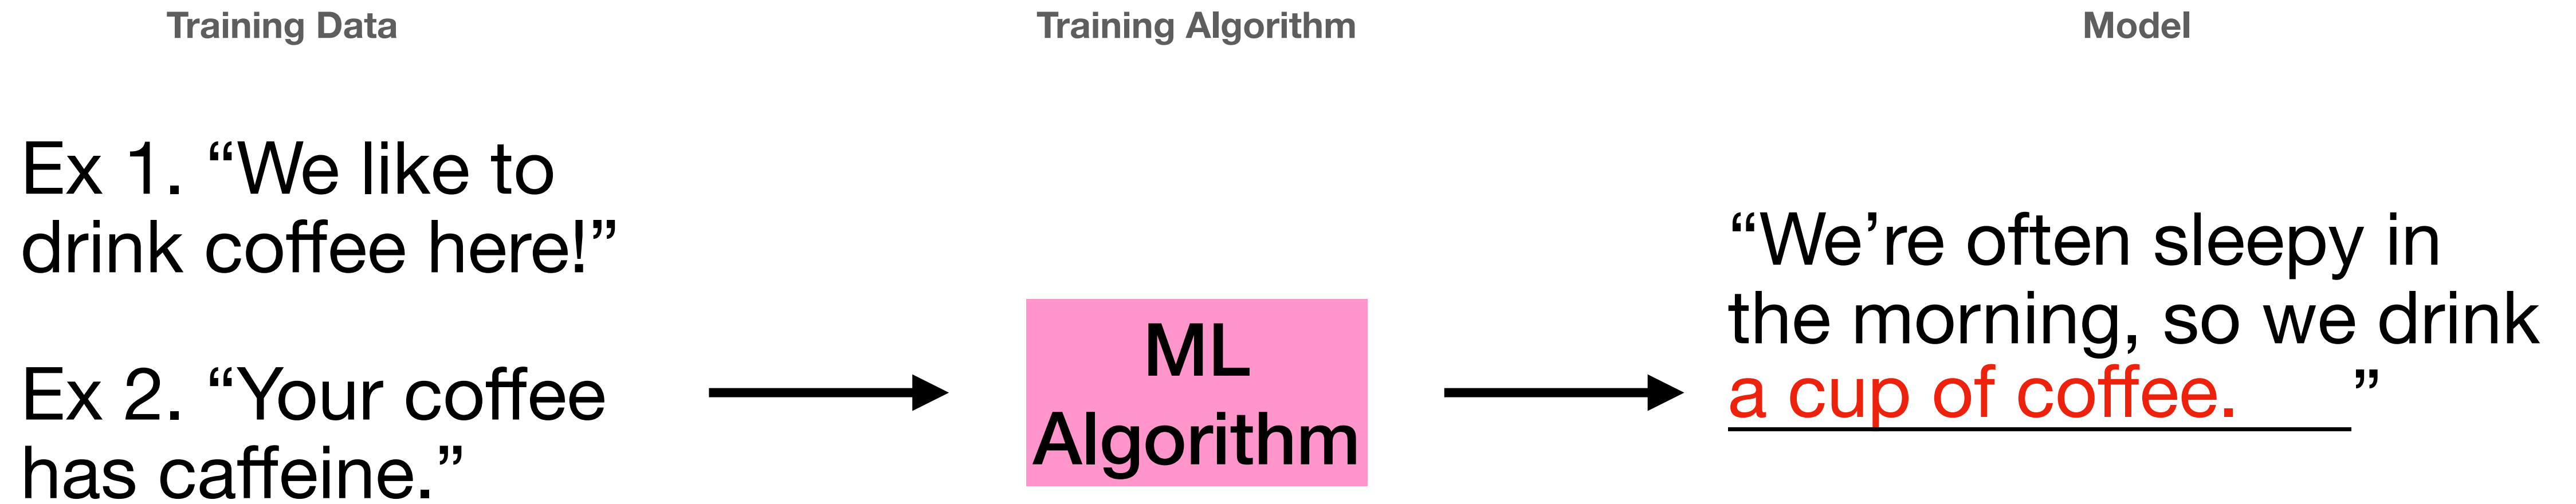 Training Data
Training Algorithm
Model
Ex 1. “We like to
drink coffee here!”
Ex 2. “Your coffee
has caffeine.”
ML
Algorithm
“We’re often sleepy in
the morning, so we drink
a cup of coffee. ”